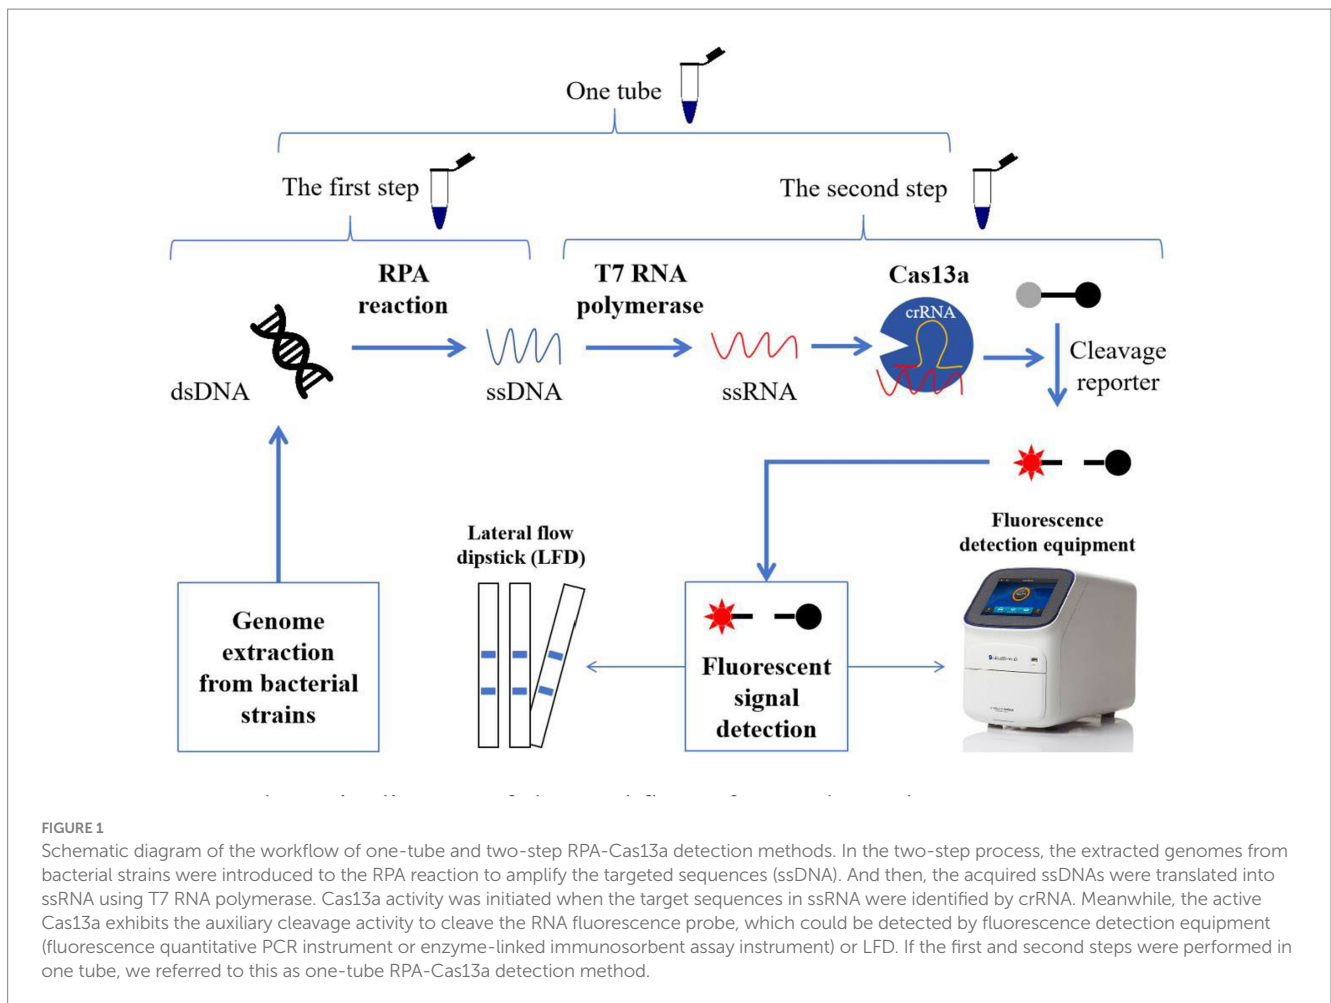 One tube
The first step
The second step
RPA
reaction
T7 RNA
polymerase
Cas13a
crRNA
Cleavage
reporter
dsDNA
ssDNA
ssRNA
Fluorescence
detection equipment
Lateral flow
dipstick (LFD)
Genome
extraction
from bacterial
strains
Fluorescent
signal
detection
FIGURE 1
Schematic diagram of the workflow of one-tube and two-step RPA-Cas13a detection methods. In the two-step process, the extracted genomes from
bacterial strains were introduced to the RPA reaction to amplify the targeted sequences (ssDNA). And then, the acquired ssDNAs were translated into
ssRNA using T7 RNA polymerase. Cas13a activity was initiated when the target sequences in ssRNA were identified by crRNA. Meanwhile, the active
Cas13a exhibits the auxiliary cleavage activity to cleave the RNA fluorescence probe, which could be detected by fluorescence detection equipment
(fluorescence quantitative PCR instrument or enzyme-linked immunosorbent assay instrument) or LFD. If the first and second steps were performed in
one tube, we referred to this as one-tube RPA-Cas13a detection method.